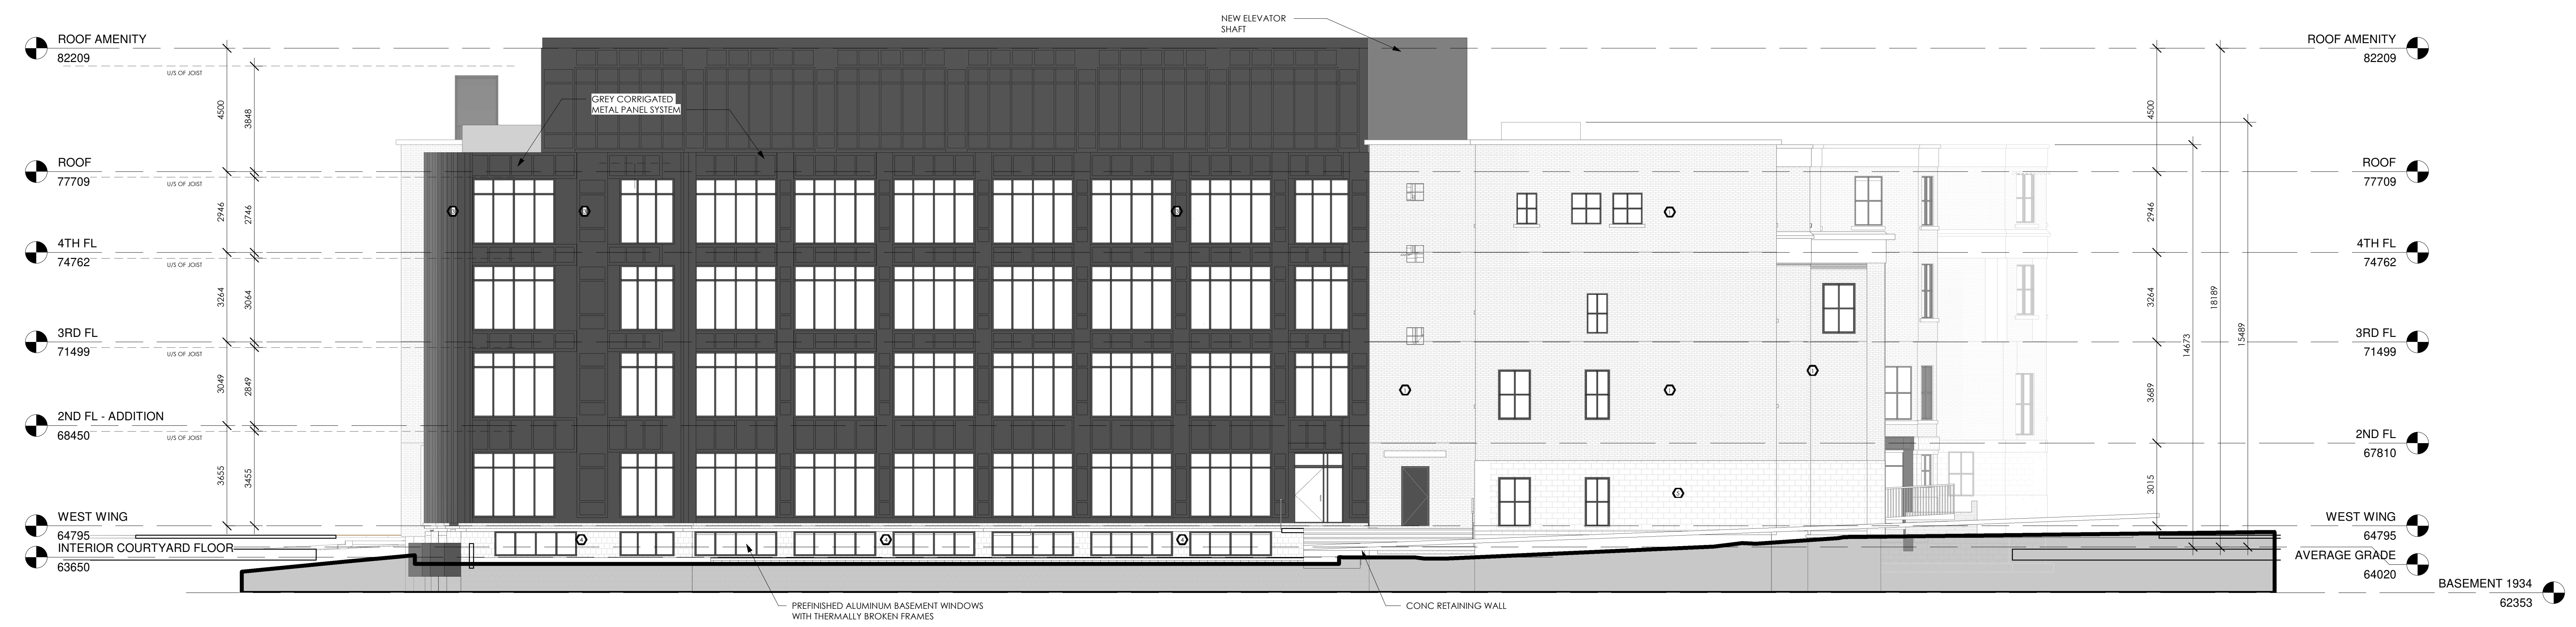 NEW ELEVATOR
SHAFT
ROOF AMENITY
82209
U/S OF JOIST
4500
3848
GREY CORRIGATED
METAL PANEL SYSTEM
ROOF
77709
U/S OF JOIST
2946
2746
4TH FL
74762
U/S OF JOIST
3264
3064
3RD FL
71499
U/S OF JOIST
3049
2849
2ND FL - ADDITION
68450
U/S OF JOIST
3655
3455
WEST WING
64795
INTERIOR COURTYARD FLOOR
63650
PREFINISHED ALUMINUM BASEMENT WINDOWS
WITH THERMALLY BROKEN FRAMES
CONC RETAINING WALL
ROOF AMENITY
82209
4500
ROOF
77709
2946
4TH FL
74762
3264
18189
15489
14673
3RD FL
71499
3689
2ND FL
67810
3015
WEST WING
64795
AVERAGE GRADE
64020
BASEMENT 1934
62353